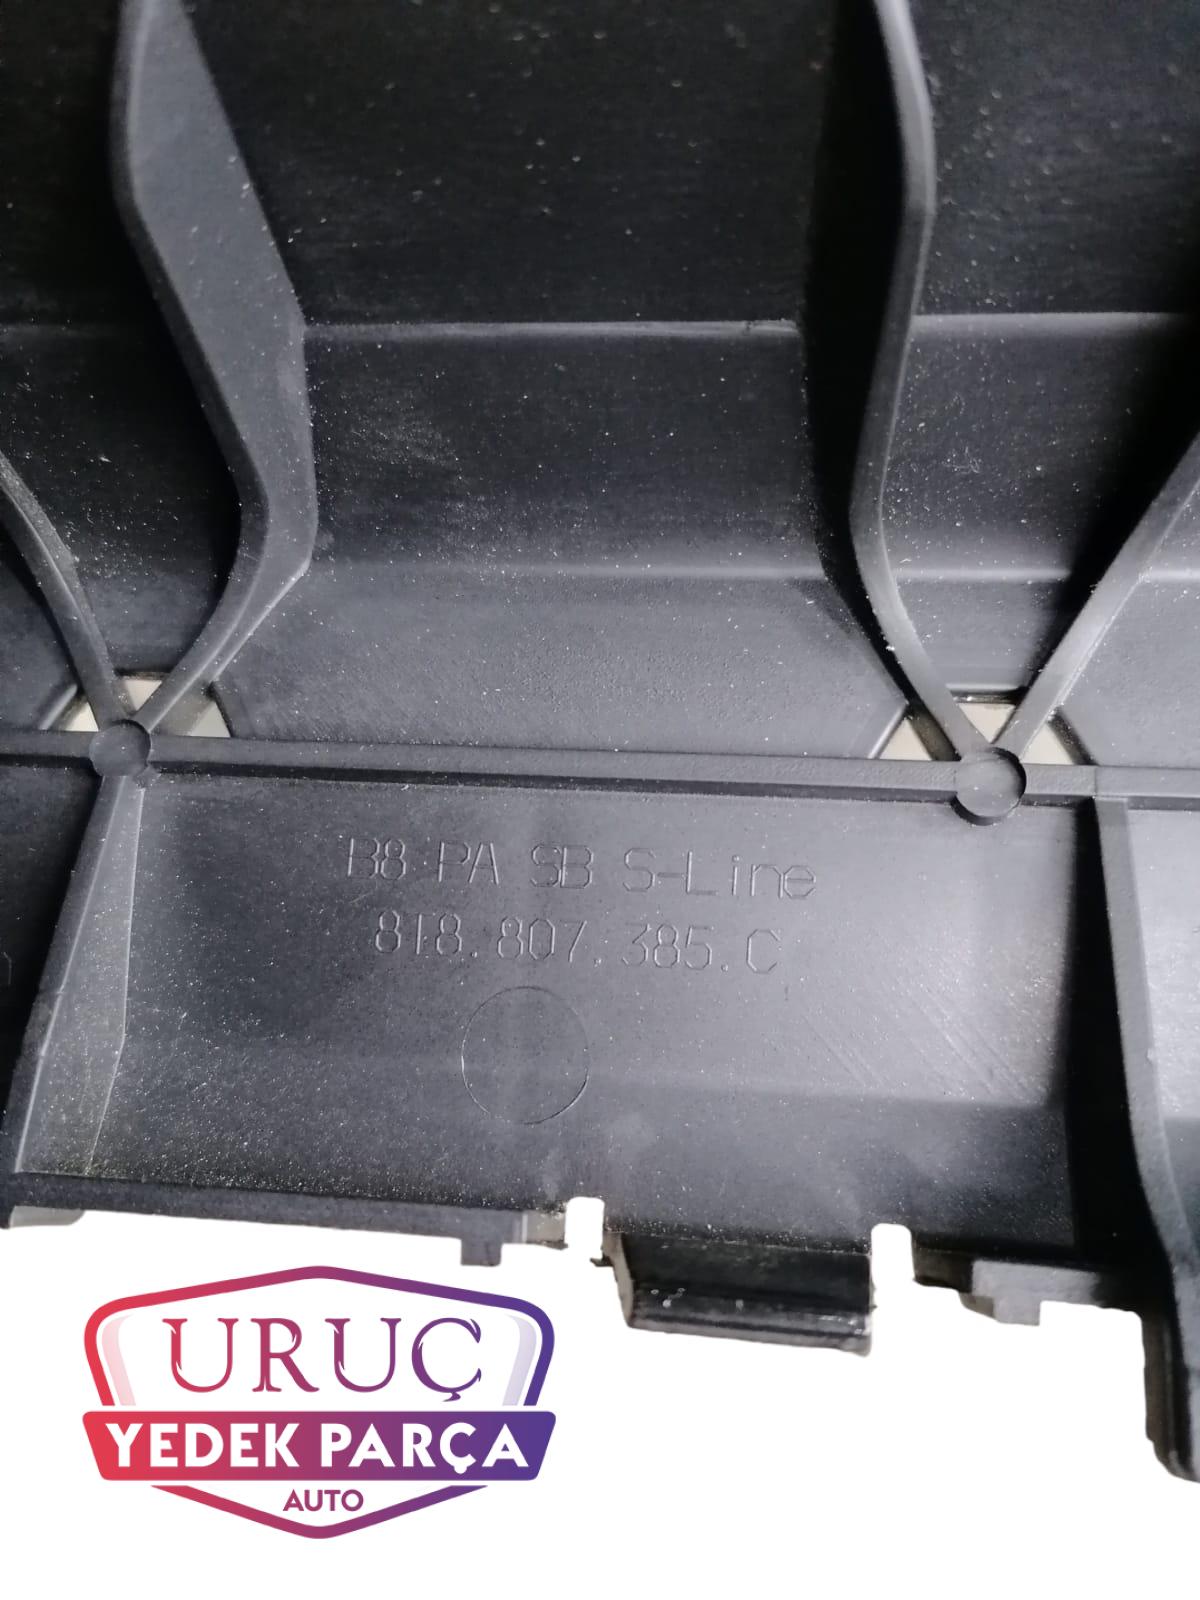 B8 PA SB S-Line
8T8.807.385.C
URUÇ
YEDEK PARÇA
AUTO